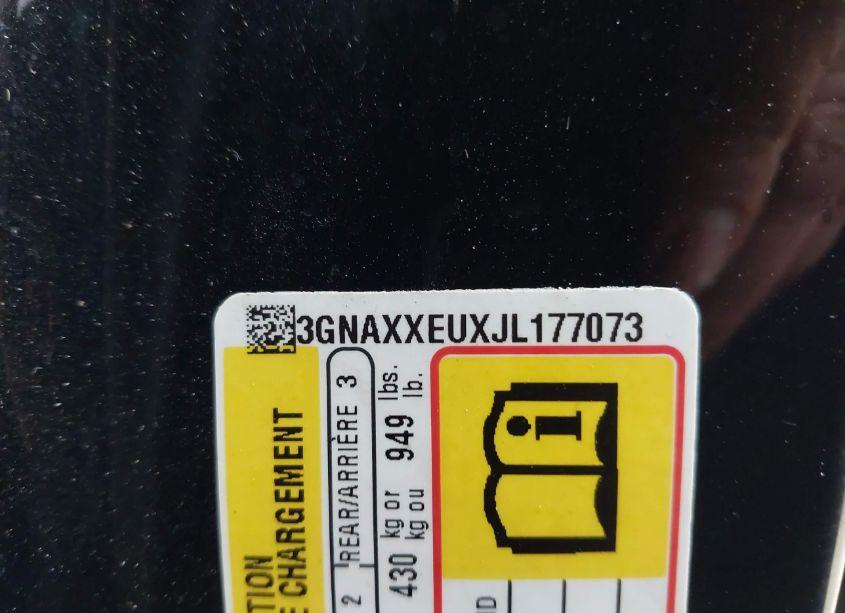 3GNAXXEUXJL177073
TION
E CHARGEMENT
2 REAR/ARRIÈRE 3
430 kg or 949 lbs.
kg ou lb.
i